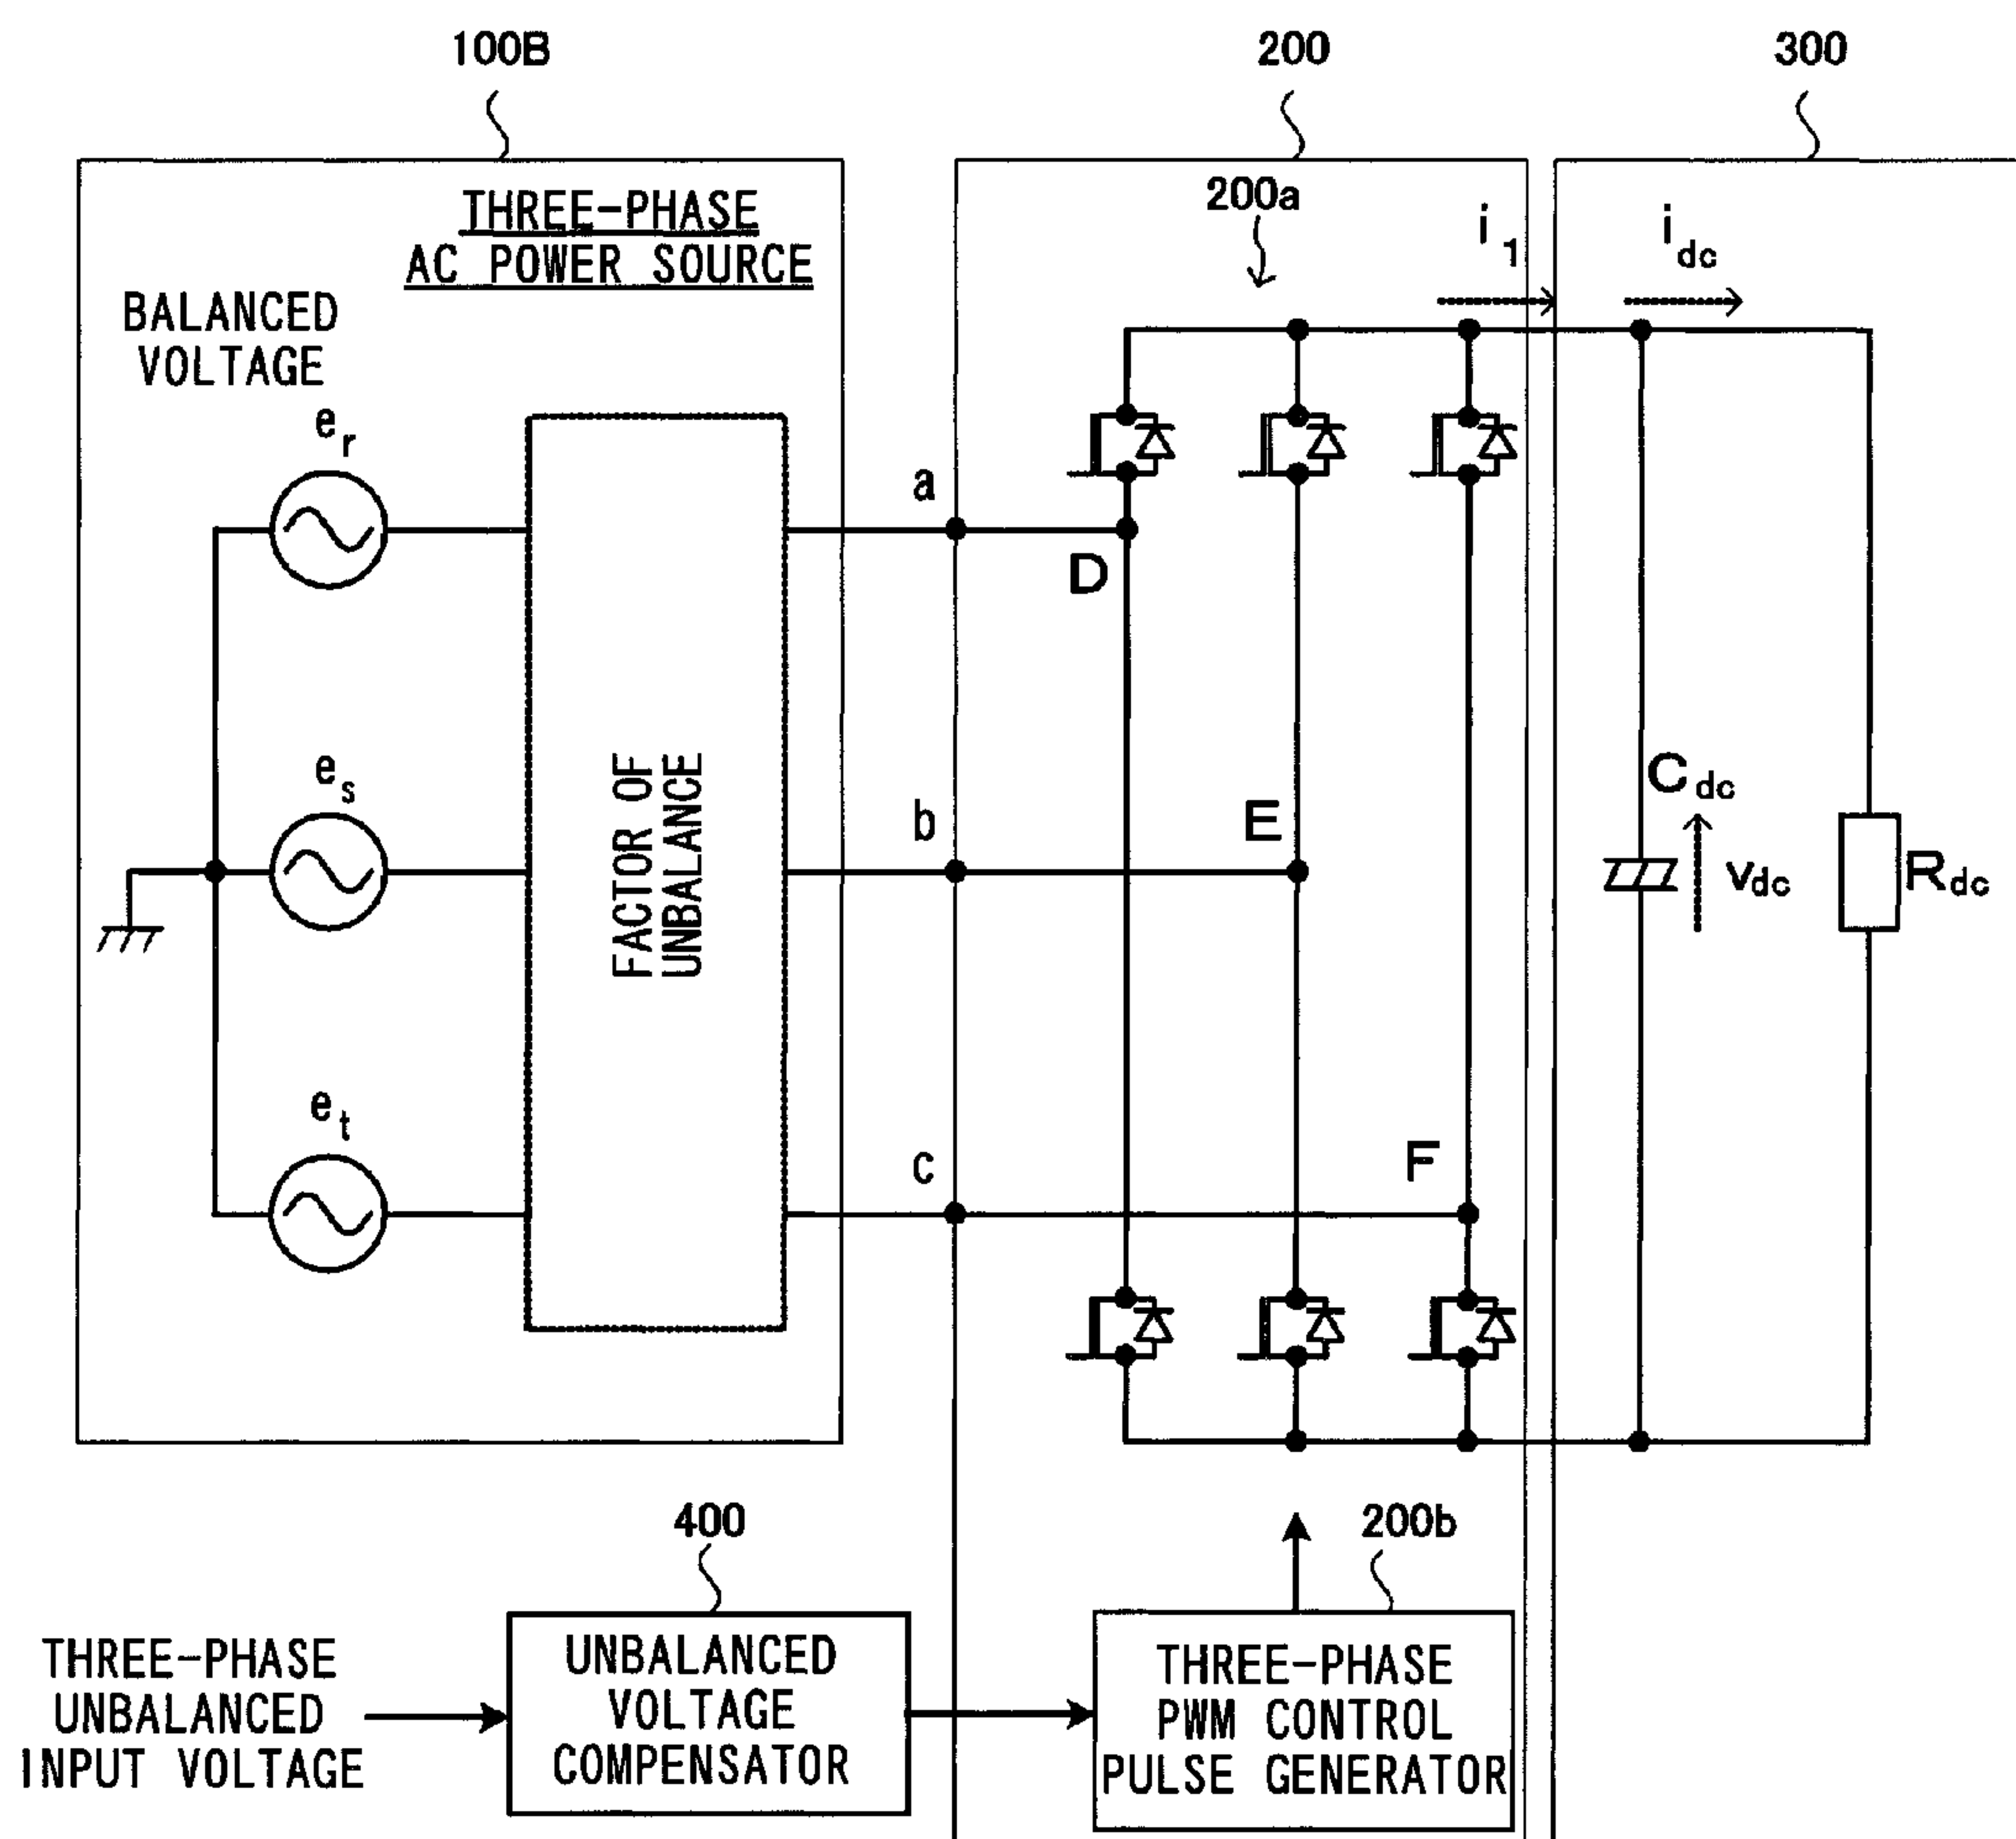 100B
200
300
THREE-PHASE
AC POWER SOURCE
200a
i1
idc
BALANCED
VOLTAGE
er
a
D
es
FACTOR OF
UNBALANCE
b
E
Cdc
vdc
Rdc
et
c
F
400
200b
THREE-PHASE
UNBALANCED
INPUT VOLTAGE
UNBALANCED
VOLTAGE
COMPENSATOR
THREE-PHASE
PWM CONTROL
PULSE GENERATOR